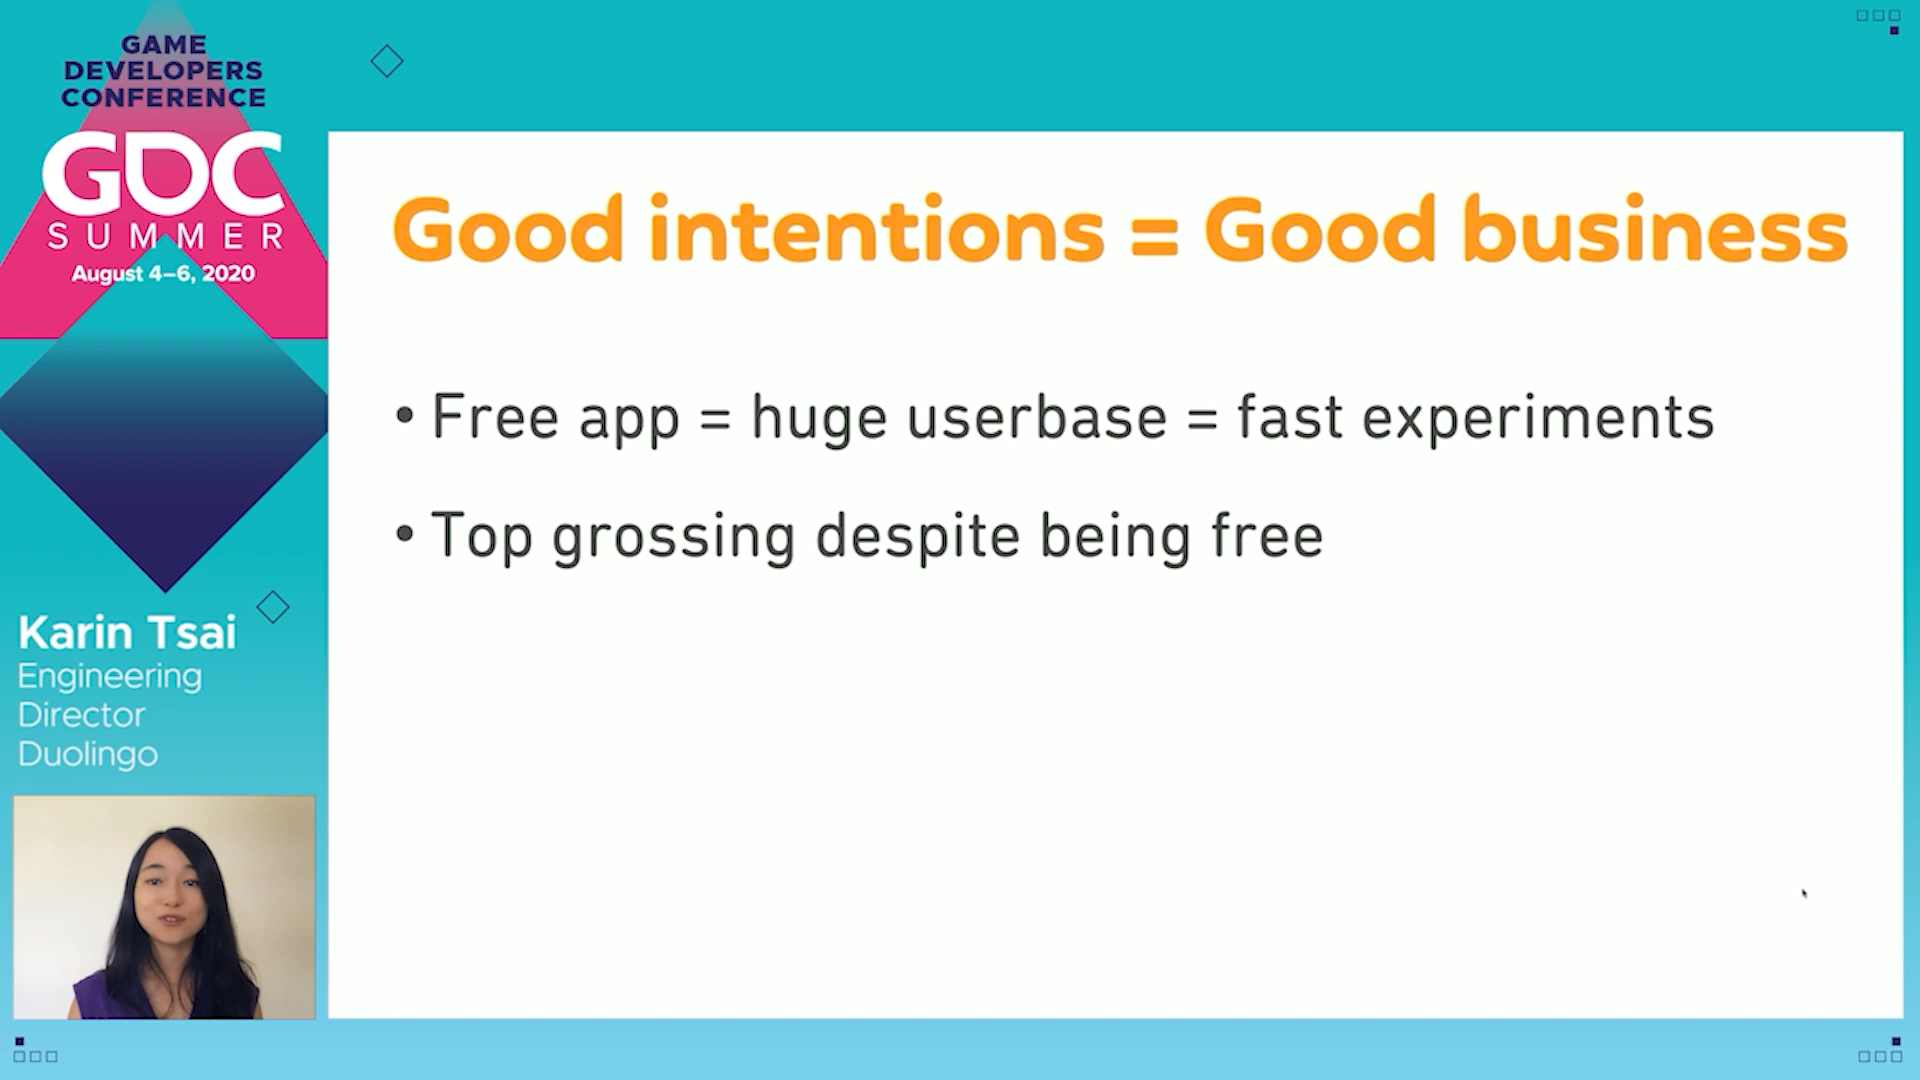 GAME
DEVELOPERS
CONFERENCE
GDC
SUMMER
August 4–6, 2020
Good intentions = Good business
• Free app = huge userbase = fast experiments
• Top grossing despite being free
Karin Tsai
Engineering
Director
Duolingo